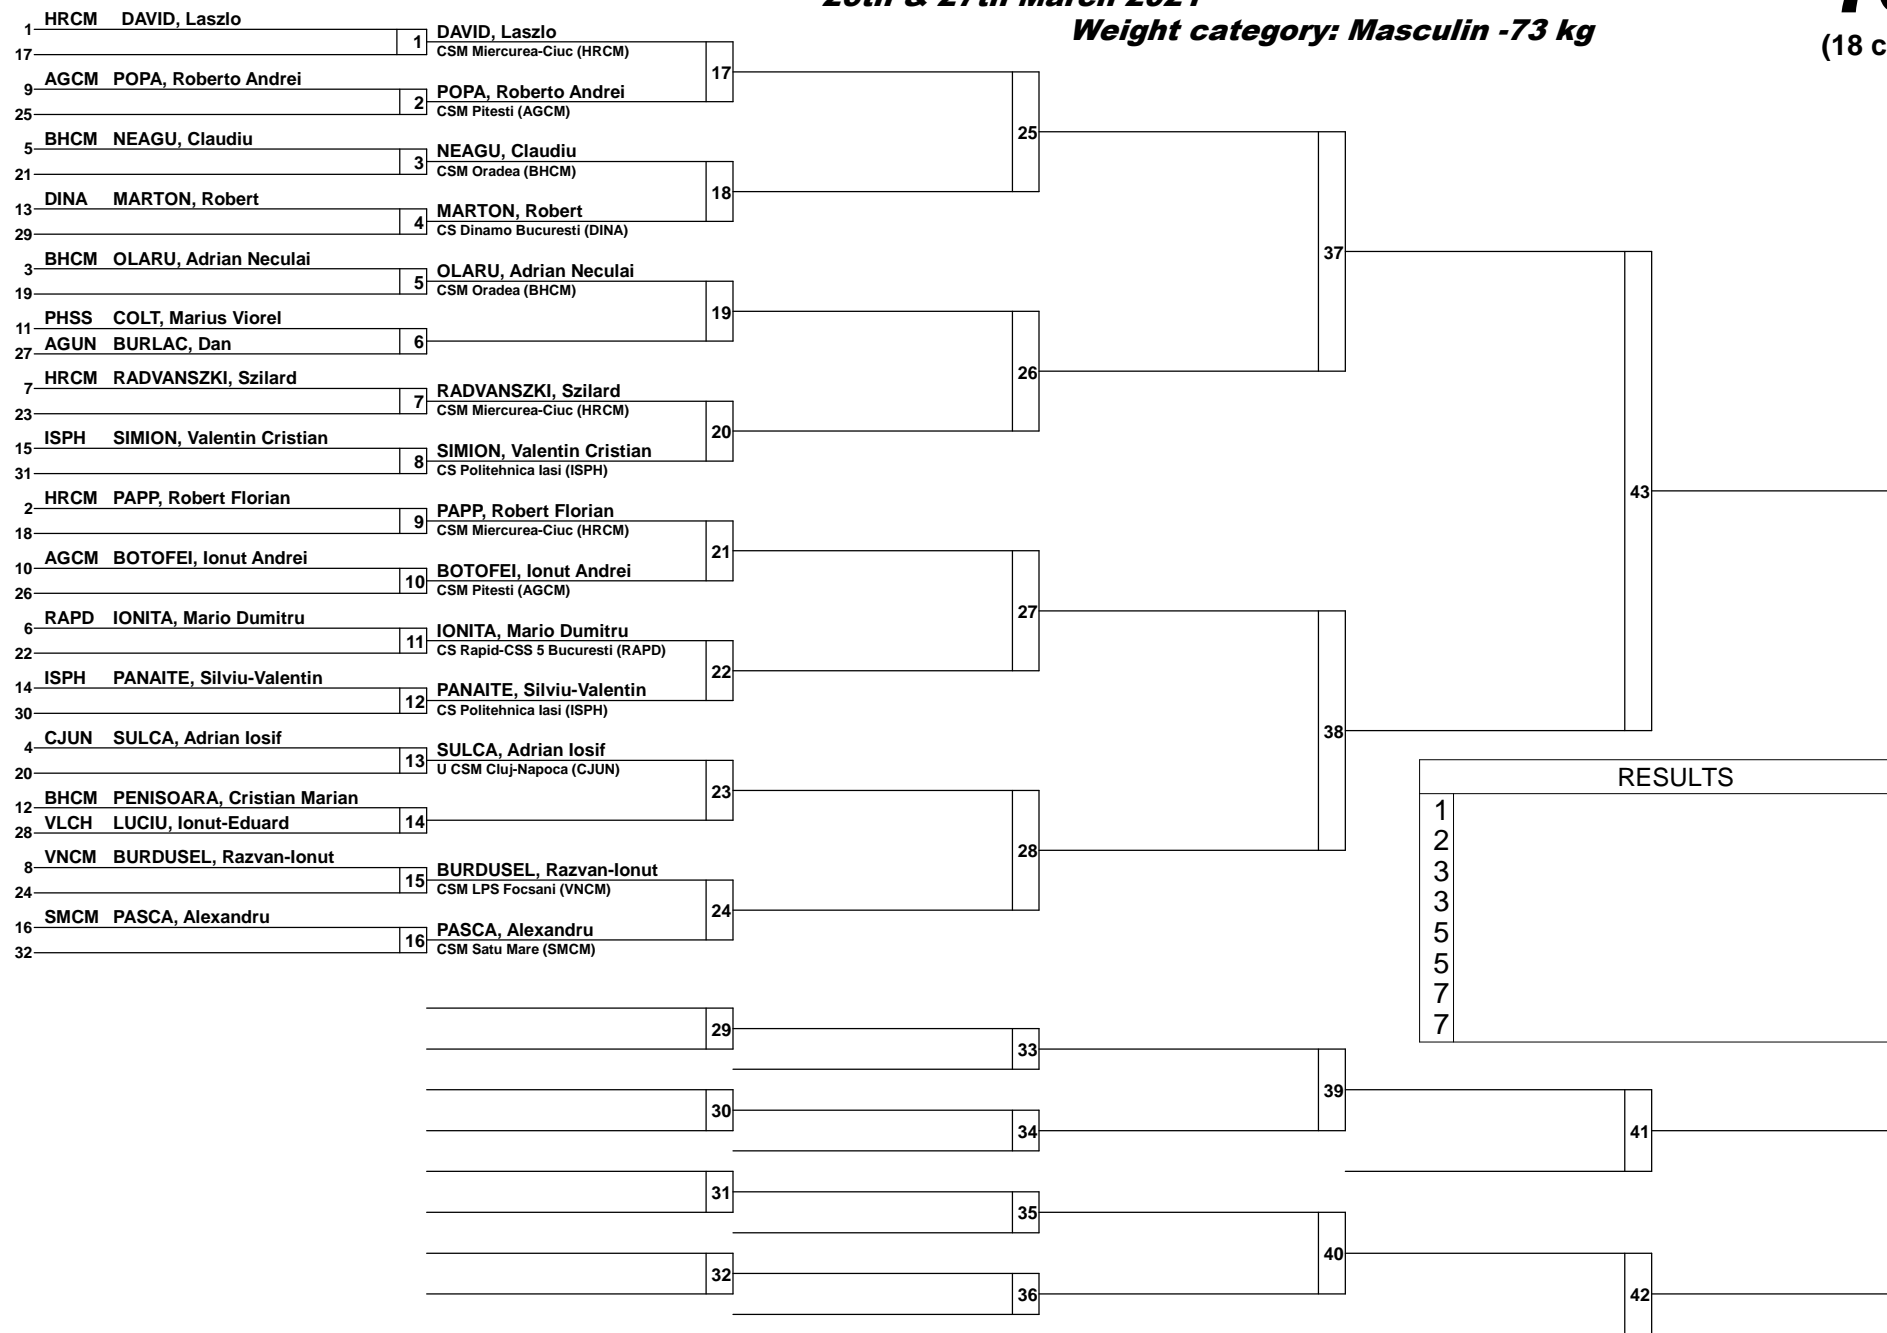 Weight category: Masculin -73 kg
(18 c
1 HRCM DAVID, Laszlo
17
1 DAVID, Laszlo
CSM Miercurea-Ciuc (HRCM)
9 AGCM POPA, Roberto Andrei
25
2 POPA, Roberto Andrei
CSM Pitesti (AGCM)
17
5 BHCM NEAGU, Claudiu
21
3 NEAGU, Claudiu
CSM Oradea (BHCM)
13 DINA MARTON, Robert
29
4 MARTON, Robert
CS Dinamo Bucuresti (DINA)
18
25
3 BHCM OLARU, Adrian Neculai
19
5 OLARU, Adrian Neculai
CSM Oradea (BHCM)
11 PHSS COLT, Marius Viorel
27 AGUN BURLAC, Dan
6
19
7 HRCM RADVANSZKI, Szilard
23
7 RADVANSZKI, Szilard
CSM Miercurea-Ciuc (HRCM)
15 ISPH SIMION, Valentin Cristian
31
8 SIMION, Valentin Cristian
CS Politehnica Iasi (ISPH)
20
26
37
2 HRCM PAPP, Robert Florian
18
9 PAPP, Robert Florian
CSM Miercurea-Ciuc (HRCM)
10 AGCM BOTOFEI, Ionut Andrei
26
10 BOTOFEI, Ionut Andrei
CSM Pitesti (AGCM)
21
6 RAPD IONITA, Mario Dumitru
22
11 IONITA, Mario Dumitru
CS Rapid-CSS 5 Bucuresti (RAPD)
14 ISPH PANAITE, Silviu-Valentin
30
12 PANAITE, Silviu-Valentin
CS Politehnica Iasi (ISPH)
22
27
4 CJUN SULCA, Adrian Iosif
20
13 SULCA, Adrian Iosif
U CSM Cluj-Napoca (CJUN)
12 BHCM PENISOARA, Cristian Marian
28 VLCH LUCIU, Ionut-Eduard
14
23
8 VNCM BURDUSEL, Razvan-Ionut
24
15 BURDUSEL, Razvan-Ionut
CSM LPS Focsani (VNCM)
16 SMCM PASCA, Alexandru
32
16 PASCA, Alexandru
CSM Satu Mare (SMCM)
24
28
38
43
RESULTS
1
2
3
3
5
5
7
7
29
33
30
34
39
41
31
35
32
36
40
42